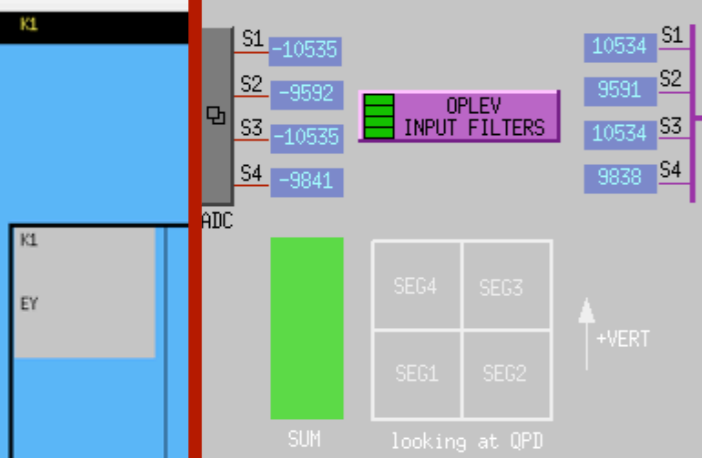 K1
K1
EY
ADC
S1 -10535
S2 -9592
S3 -10535
S4 -9841
OPLEV
INPUT FILTERS
10534 S1
9591 S2
10534 S3
9838 S4
SUM
SEG4 SEG3
SEG1 SEG2
looking at QPD
+VERT